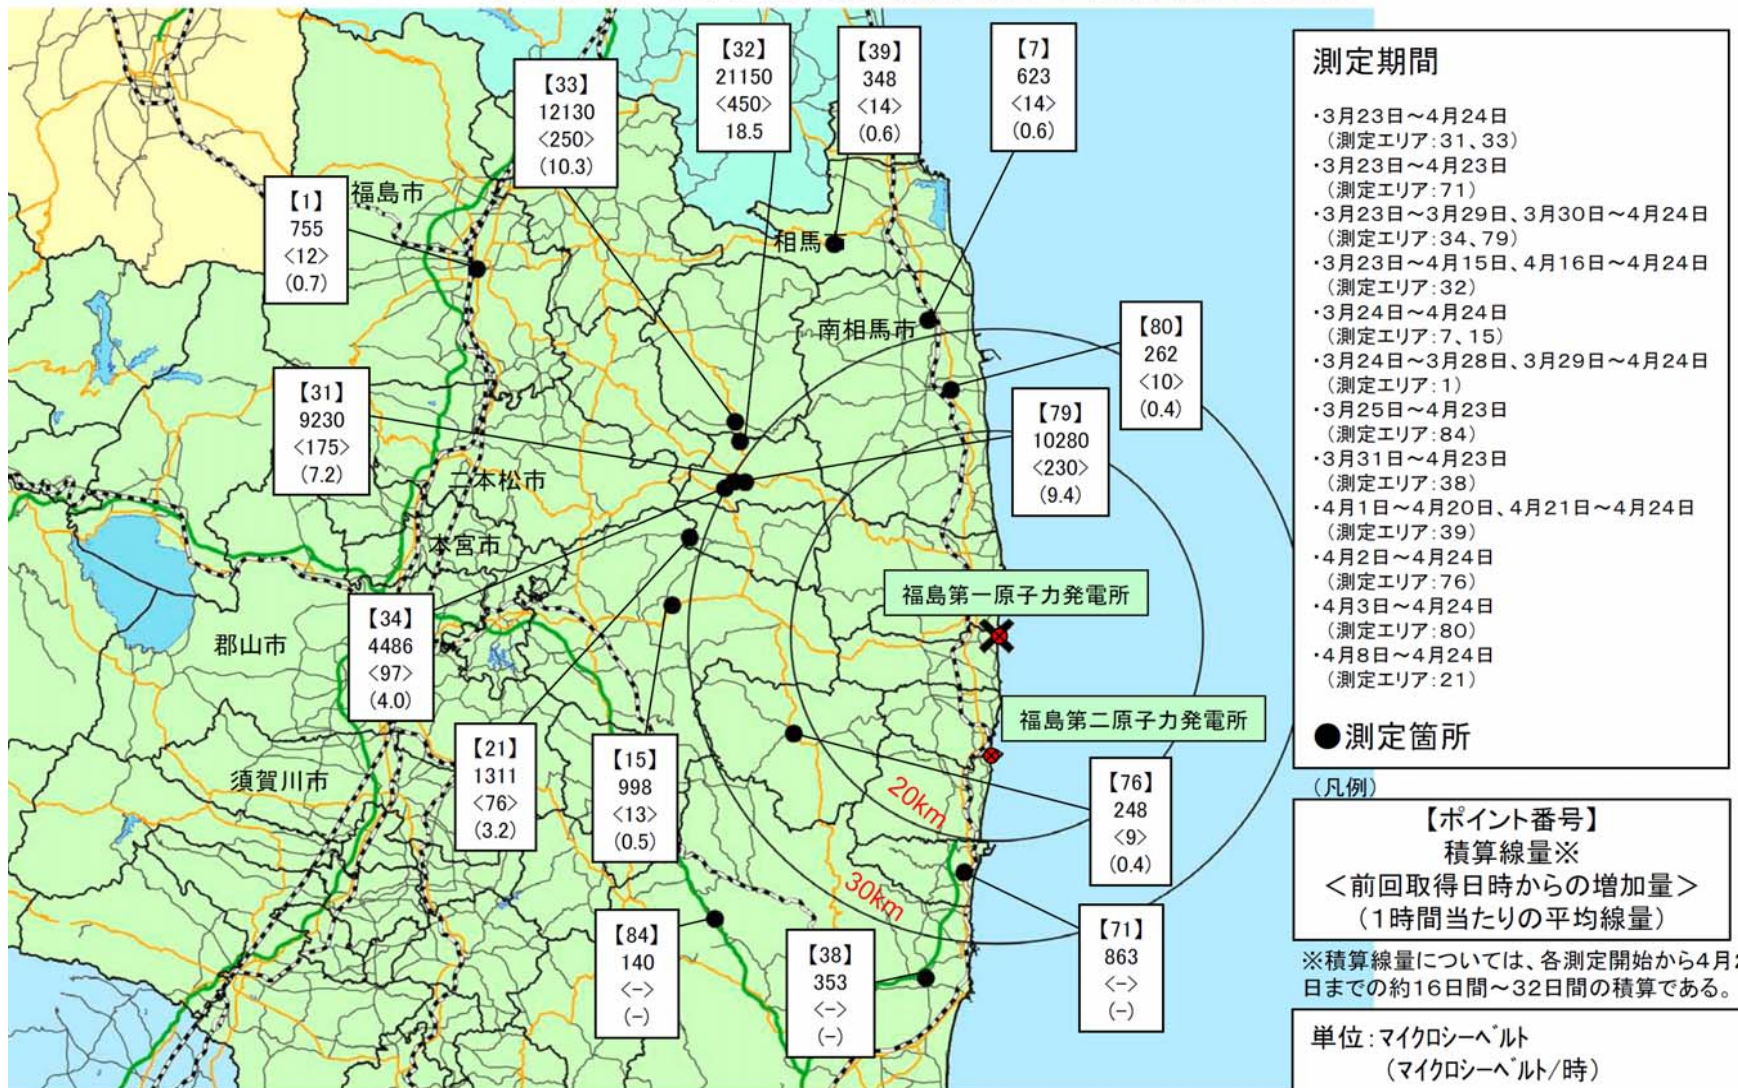 【32】
21150
<450>
18.5
【39】
348
<14>
(0.6)
【7】
623
<14>
(0.6)
【33】
12130
<250>
(10.3)
【1】
755
<12>
(0.7)
福島市
相馬市
南相馬市
【80】
262
<10>
(0.4)
【31】
9230
<175>
(7.2)
【79】
10280
<230>
(9.4)
二本松市
本宮市
福島第一原子力発電所
【34】
4486
<97>
(4.0)
郡山市
福島第二原子力発電所
【21】
1311
<76>
(3.2)
【15】
998
<13>
(0.5)
須賀川市
【76】
248
<9>
(0.4)
20km
30km
【84】
140
<->
(-)
【38】
353
<->
(-)
【71】
863
<->
(-)
測定期間
・3月23日~4月24日
(測定エリア:31、33)
・3月23日~4月23日
(測定エリア:71)
・3月23日~3月29日、3月30日~4月24日
(測定エリア:34、79)
・3月23日~4月15日、4月16日~4月24日
(測定エリア:32)
・3月24日~4月24日
(測定エリア:7、15)
・3月24日~3月28日、3月29日~4月24日
(測定エリア:1)
・3月25日~4月23日
(測定エリア:84)
・3月31日~4月23日
(測定エリア:38)
・4月1日~4月20日、4月21日~4月24日
(測定エリア:39)
・4月2日~4月24日
(測定エリア:76)
・4月3日~4月24日
(測定エリア:80)
・4月8日~4月24日
(測定エリア:21)
●測定箇所
(凡例)
【ポイント番号】
積算線量※
<前回取得日時からの増加量>
(1時間当たりの平均線量)
※積算線量については、各測定開始から4月
日までの約16日間~32日間の積算である。
単位:マイクロシーベルト
(マイクロシーベルト/時)